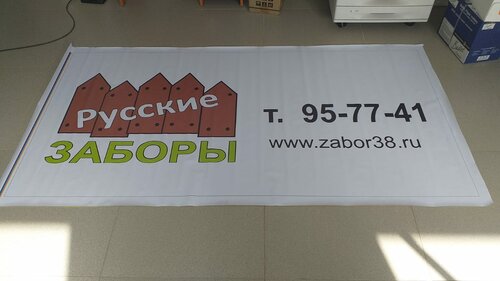 Русские
ЗАБОРЫ
т. 95-77-41
www.zabor38.ru